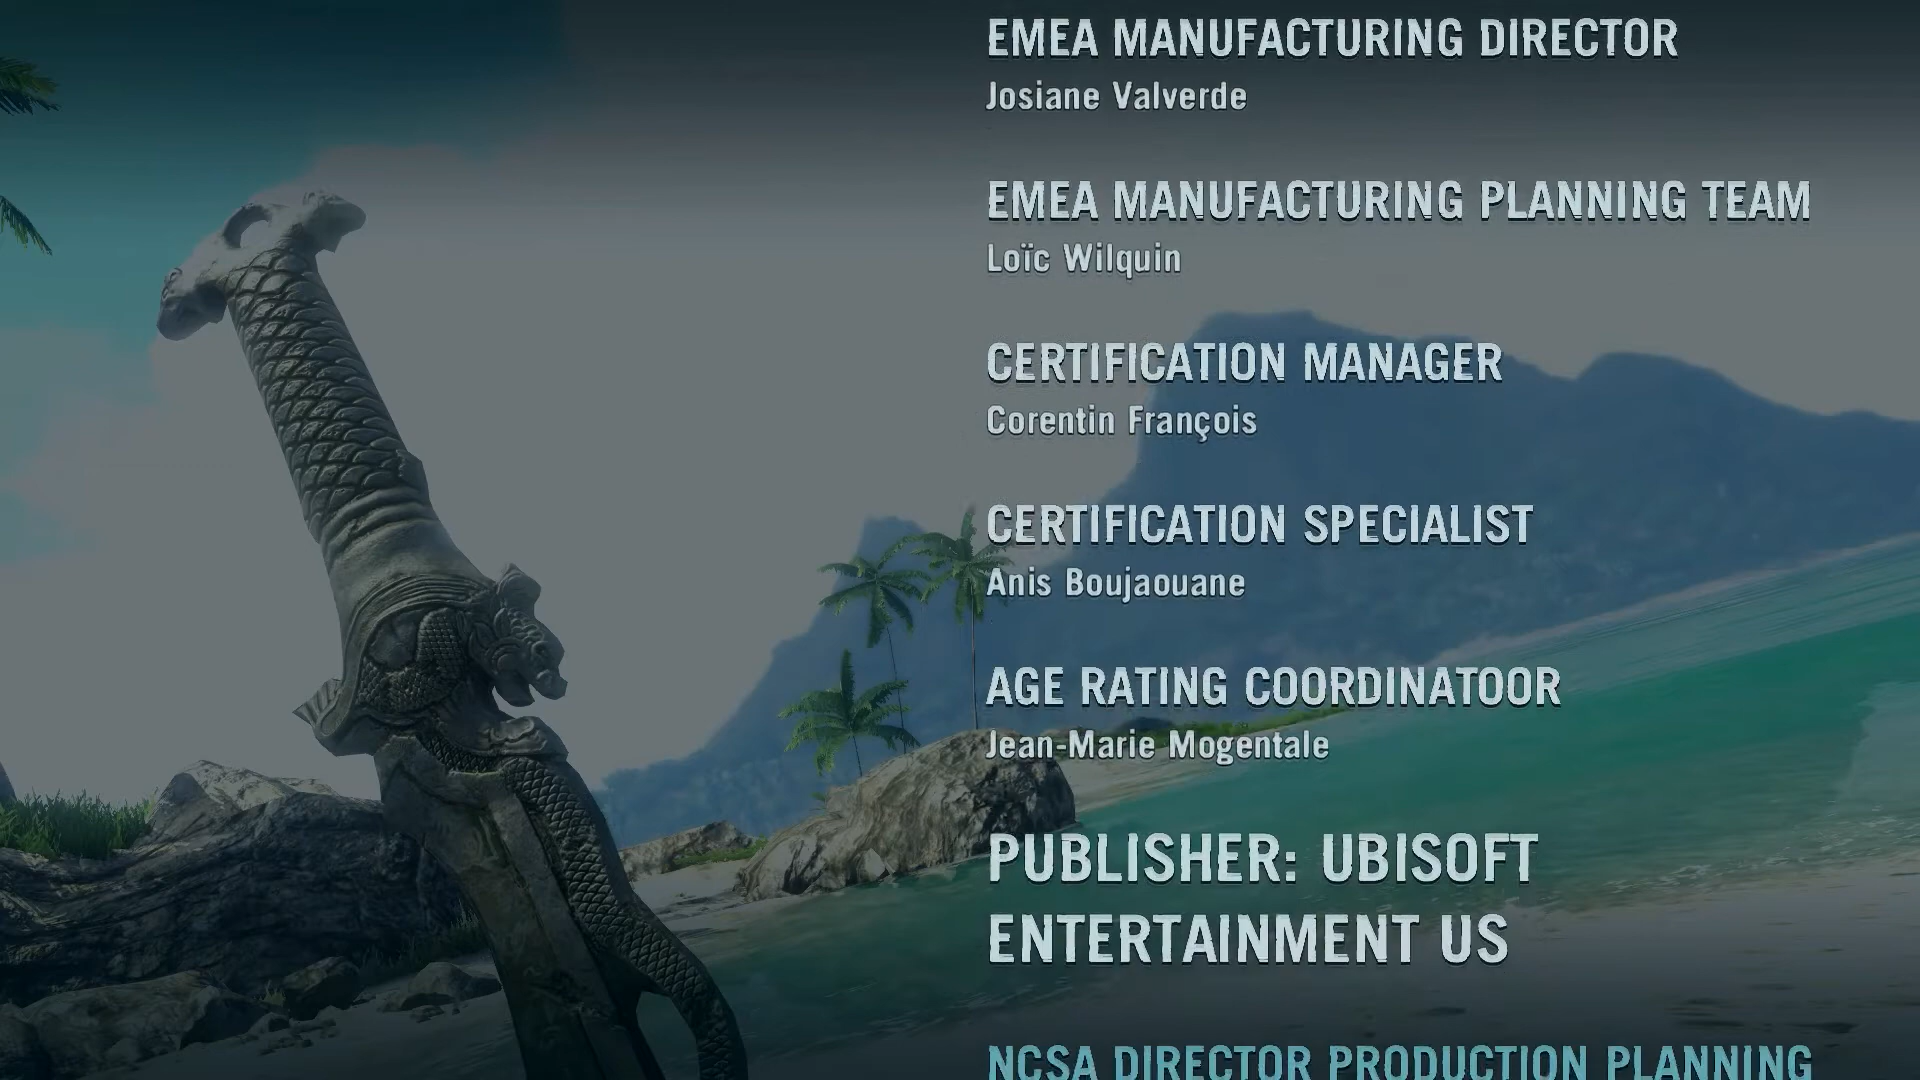 EMEA MANUFACTURING DIRECTOR
Josiane Valverde
EMEA MANUFACTURING PLANNING TEAM
Loïc Wilquin
CERTIFICATION MANAGER
Corentin François
CERTIFICATION SPECIALIST
Anis Boujaouane
AGE RATING COORDINATOOR
Jean-Marie Mogentale
PUBLISHER: UBISOFT
ENTERTAINMENT US
NCSA DIRECTOR PRODUCTION PLANNING